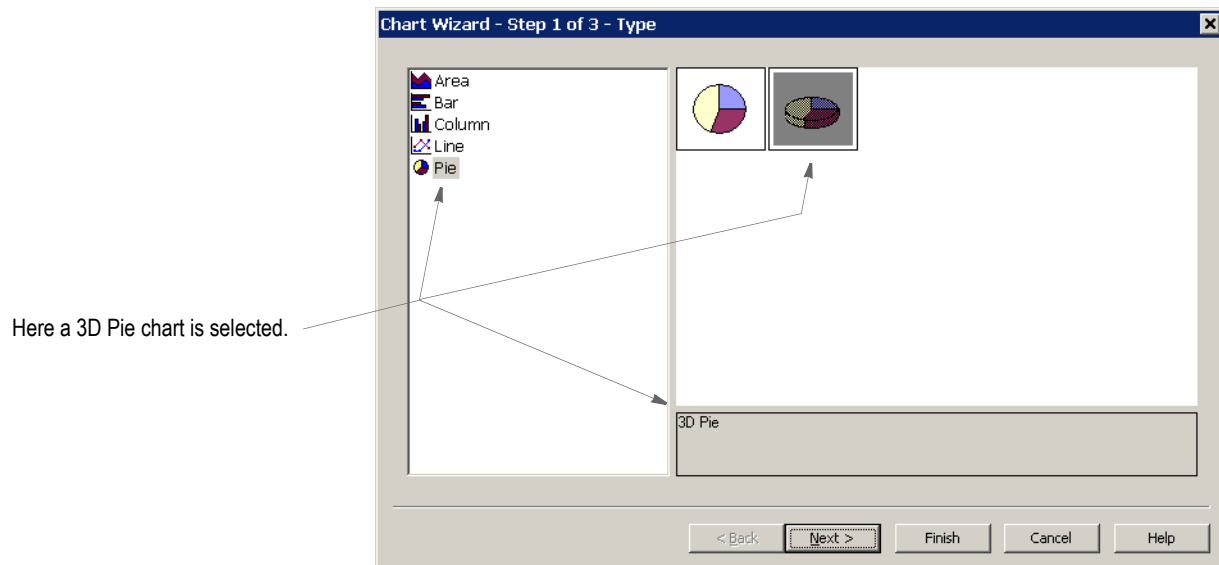 Chart Wizard - Step 1 of 3 - Type
Area
Bar
Column
Line
Pie
Here a 3D Pie chart is selected.
3D Pie
< Back
Next >
Finish
Cancel
Help